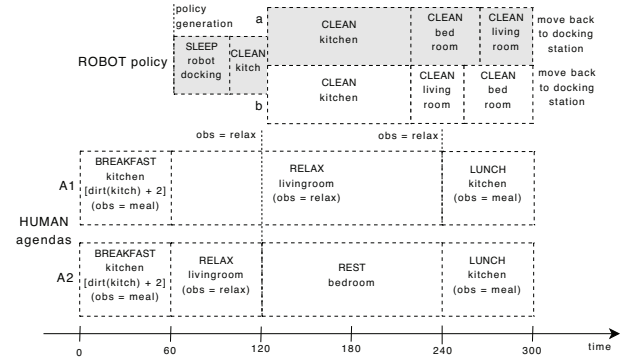 policy
generation
a
ROBOT policy
SLEEP
robot
docking
CLEAN
kitch
CLEAN
kitchen
CLEAN
bed
room
CLEAN
living
room
move back
to docking
station
b
CLEAN
kitchen
CLEAN
living
room
CLEAN
bed
room
move back
to docking
station
obs = relax
obs = relax
HUMAN
agendas
A1
BREAKFAST
kitchen
[dirt(kitch) + 2]
(obs = meal)
RELAX
livingroom
(obs = relax)
LUNCH
kitchen
(obs = meal)
A2
BREAKFAST
kitchen
[dirt(kitch) + 2]
(obs = meal)
RELAX
livingroom
(obs = relax)
REST
bedroom
LUNCH
kitchen
(obs = meal)
0
60
120
180
240
300
time